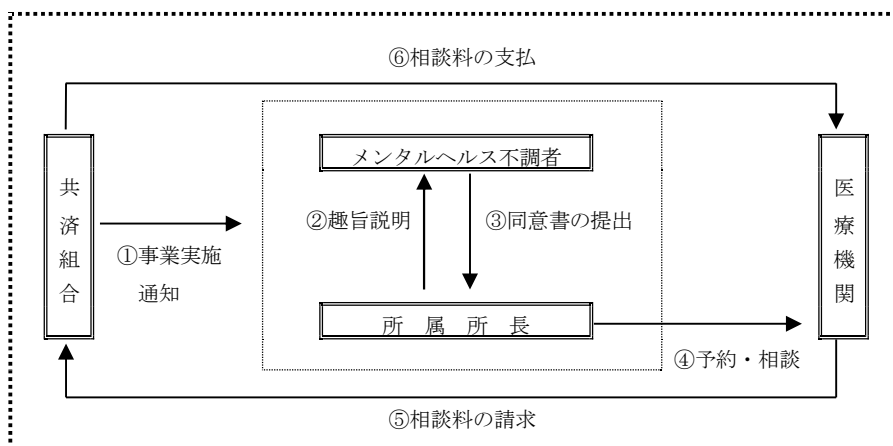 ⑥相談料の支払
メンタルヘルス不調者
共済組合
医療機関
②趣旨説明
③同意書の提出
①事業実施
通知
所属所長
④予約・相談
⑤相談料の請求